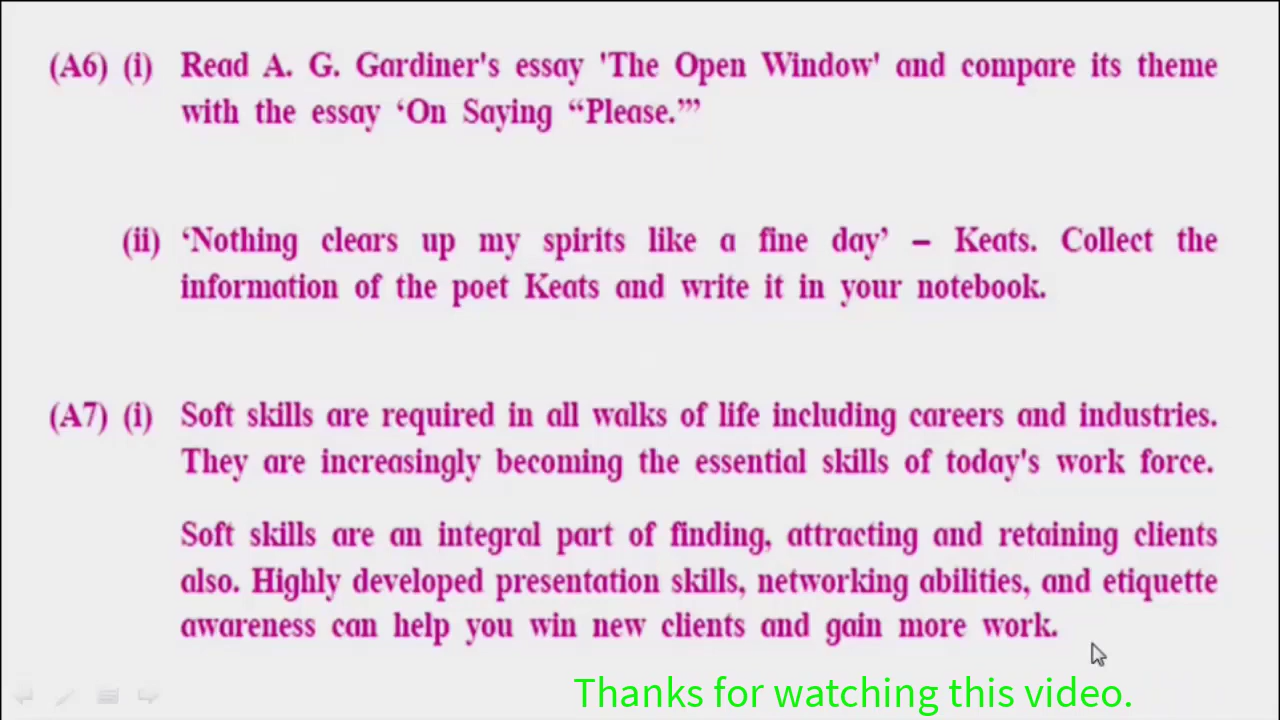 (A6) (i) Read A. G. Gardiner's essay 'The Open Window' and compare its theme
with the essay ‘On Saying “Please.”’
(ii) ‘Nothing clears up my spirits like a fine day’ – Keats. Collect the
information of the poet Keats and write it in your notebook.
(A7) (i) Soft skills are required in all walks of life including careers and industries.
They are increasingly becoming the essential skills of today's work force.
Soft skills are an integral part of finding, attracting and retaining clients
also. Highly developed presentation skills, networking abilities, and etiquette
awareness can help you win new clients and gain more work.
Thanks for watching this video.